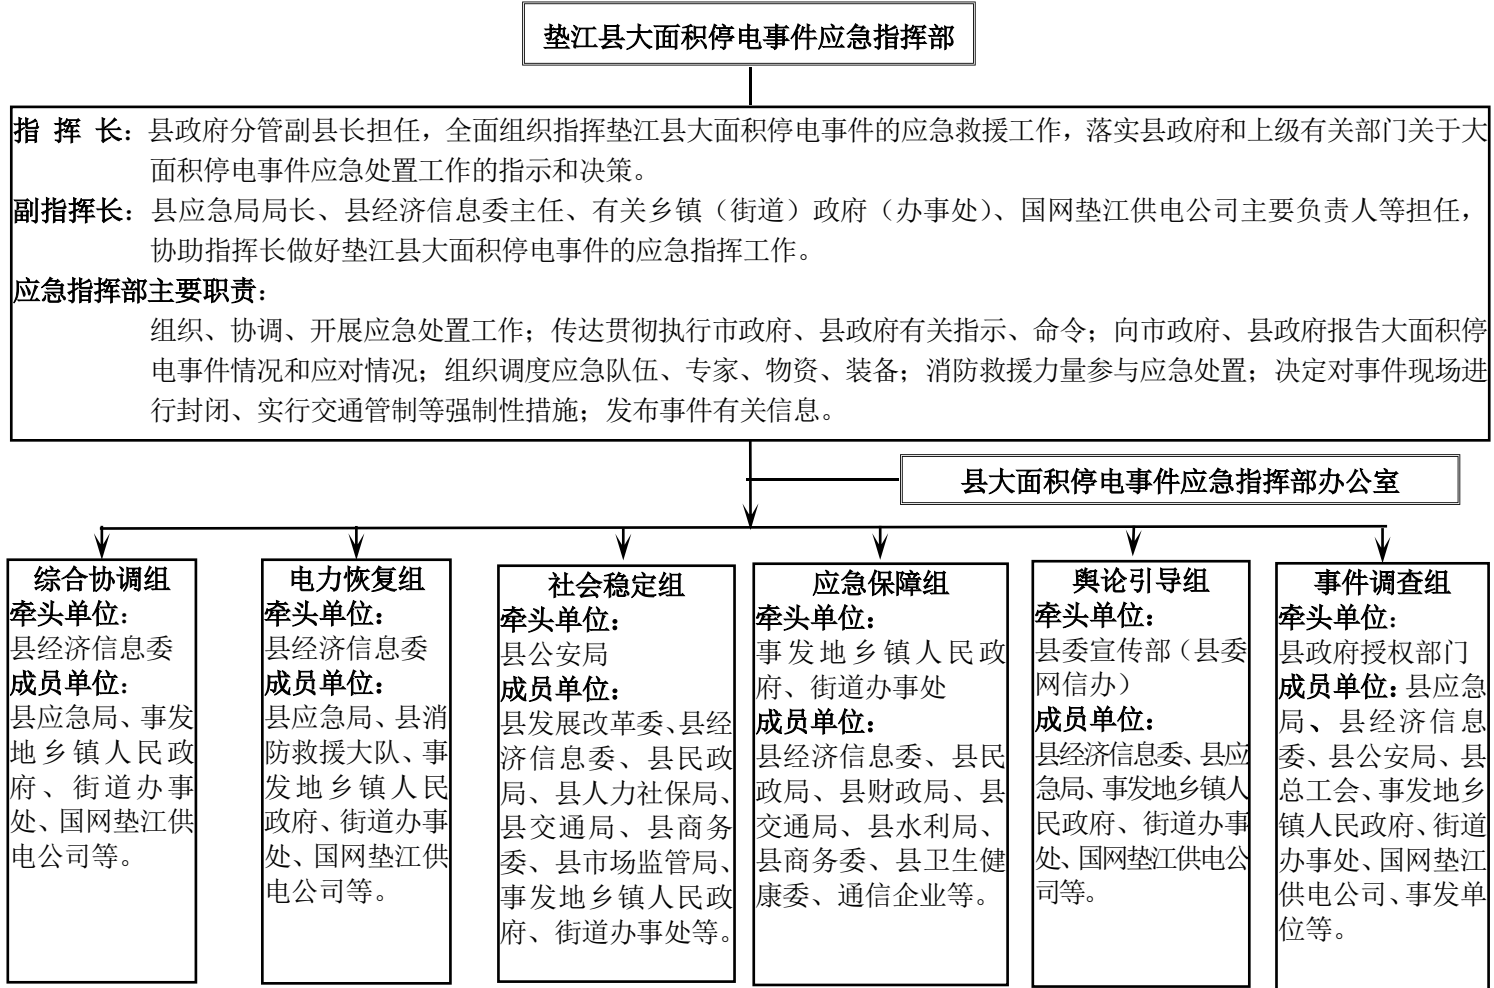 垫江县大面积停电事件应急指挥部
指 挥 长：县政府分管副县长担任，全面组织指挥垫江县大面积停电事件的应急救援工作，落实县政府和上级有关部门关于大
面积停电事件应急处置工作的指示和决策。
副指挥长：县应急局局长、县经济信息委主任、有关乡镇（街道）政府（办事处）、国网垫江供电公司主要负责人等担任，
协助指挥长做好垫江县大面积停电事件的应急指挥工作。
应急指挥部主要职责：
组织、协调、开展应急处置工作；传达贯彻执行市政府、县政府有关指示、命令；向市政府、县政府报告大面积停
电事件情况和应对情况；组织调度应急队伍、专家、物资、装备；消防救援力量参与应急处置；决定对事件现场进
行封闭、实行交通管制等强制性措施；发布事件有关信息。
县大面积停电事件应急指挥部办公室
综合协调组
牵头单位：
县经济信息委
成员单位：
县应急局、事发
地乡镇人民政
府、街道办事
处、国网垫江供
电公司等。
电力恢复组
牵头单位：
县经济信息委
成员单位：
县应急局、县消
防救援大队、事
发地乡镇人民
政府、街道办事
处、国网垫江供
电公司等。
社会稳定组
牵头单位：
县公安局
成员单位：
县发展改革委、县经
济信息委、县民政
局、县人力社保局、
县交通局、县商务
委、县市场监管局、
事发地乡镇人民政
府、街道办事处等。
应急保障组
牵头单位：
事发地乡镇人民政
府、街道办事处
成员单位：
县经济信息委、县民
政局、县财政局、县
交通局、县水利局、
县商务委、县卫生健
康委、通信企业等。
舆论引导组
牵头单位：
县委宣传部（县委
网信办）
成员单位：
县经济信息委、县应
急局、事发地乡镇人
民政府、街道办事
处、国网垫江供电公
司等。
事件调查组
牵头单位：
县政府授权部门
成员单位：县应急
局、县经济信息
委、县公安局、县
总工会、事发地乡
镇人民政府、街道
办事处、国网垫江
供电公司、事发单
位等。